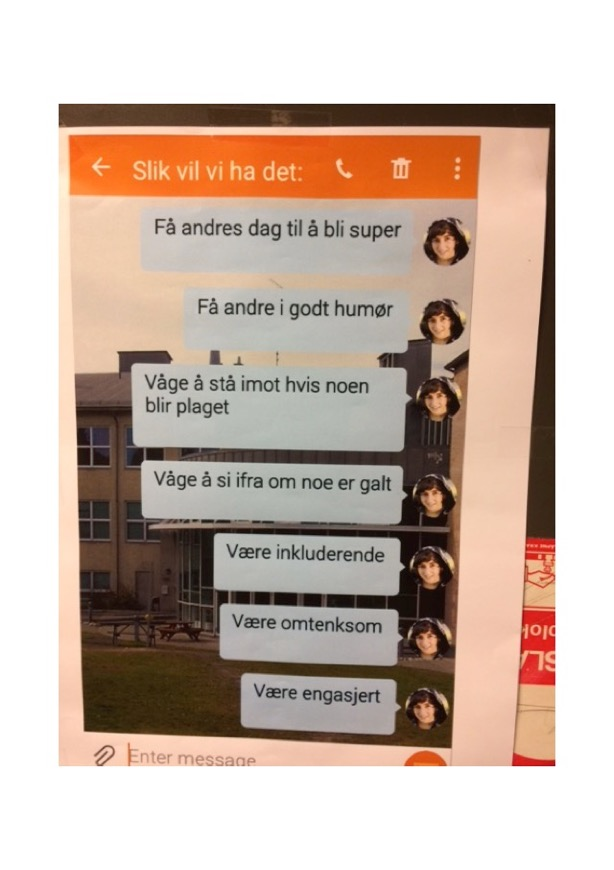 Slik vil vi ha det:
Få andres dag til å bli super
Få andre i godt humør
Våge å stå imot hvis noen
blir plaget
Våge å si ifra om noe er galt
Være inkluderende
Være omtenksom
Være engasjert
Enter message